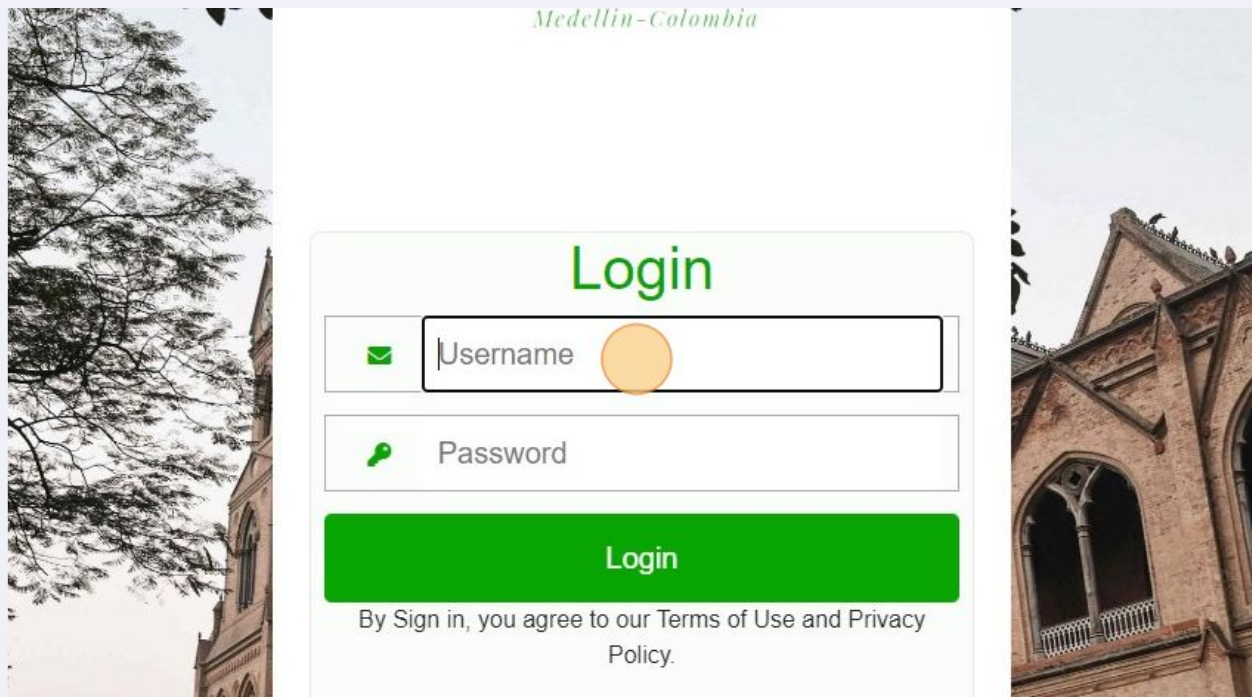 Medellin-Colombia
Login
Username
Password
Login
By Sign in, you agree to our Terms of Use and Privacy
Policy.